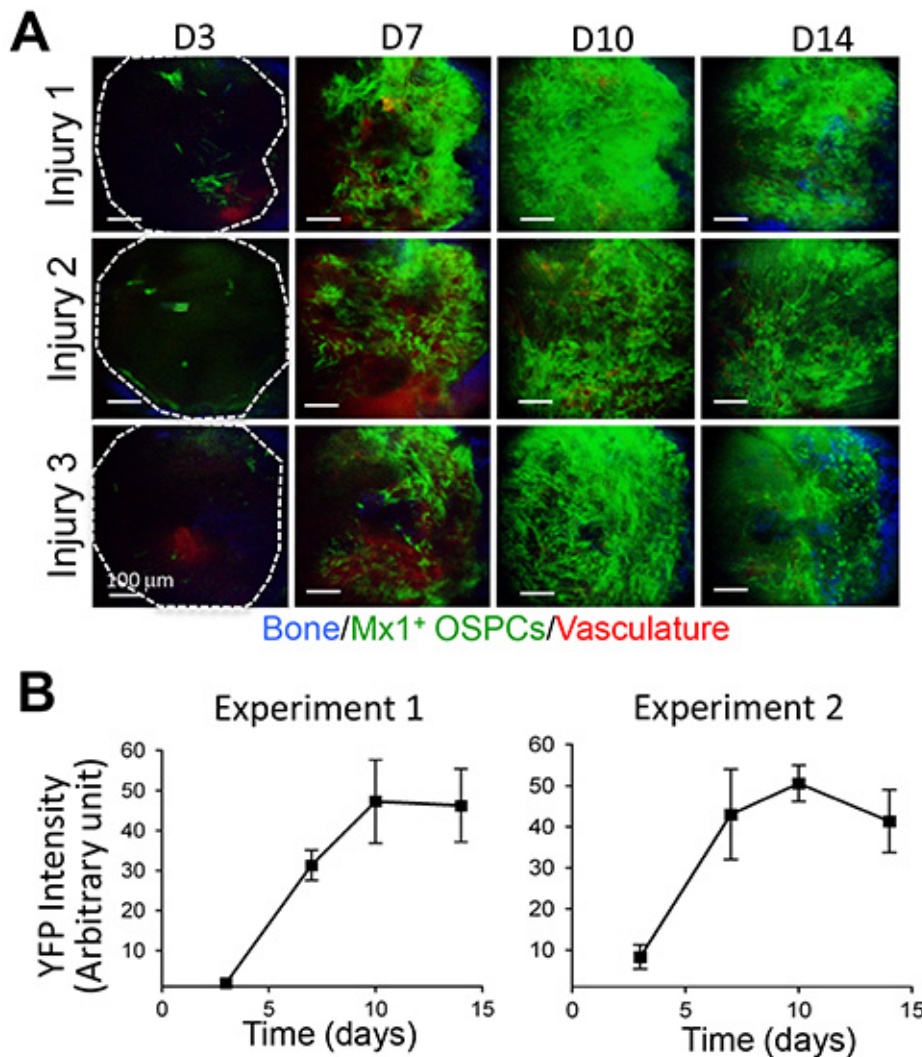 A
D3 D7 D10 D14
Injury 1
Injury 2
Injury 3
100 µm
Bone/Mx1⁺ OSPCs/Vasculature
B
Experiment 1
Experiment 2
YFP Intensity
(Arbitrary unit)
60
50
40
30
20
10
0 5 10 15
Time (days)
60
50
40
30
20
10
0 5 10 15
Time (days)